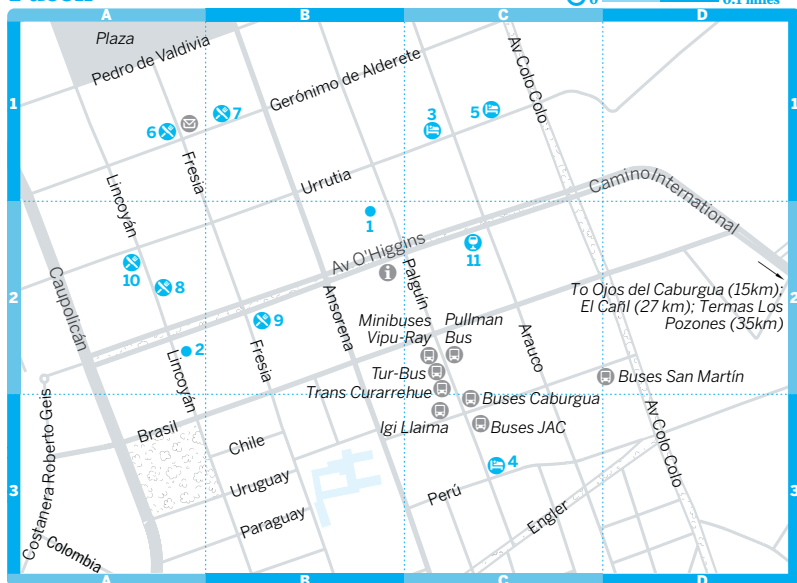 0
0.1 miles
A
B
C
D
Plaza
Pedro de Valdivia
Gerónimo de Alderete
Av Colo Colo
1
1
6
7
3
5
Fresia
Urrutia
Lincoyán
Camino International
1
Av O'Higgins
Palguín
11
10
8
Caupolicán
2
2
To Ojos del Caburgua (15km);
El Cañi (27 km); Termas Los
Pozones (35km)
Ansorena
9
Minibuses
Vipu-Ray
Pullman
Bus
Arauco
2
Lincoyán
Fresia
Tur-Bus
Buses San Martín
Trans Curarrehue
Buses Caburgua
Igi Llaima
Buses JAC
Av Colo Colo
Costanera Roberto Geis
Brasil
Chile
4
3
3
Uruguay
Perú
Engler
Paraguay
Colombia
A
B
C
D